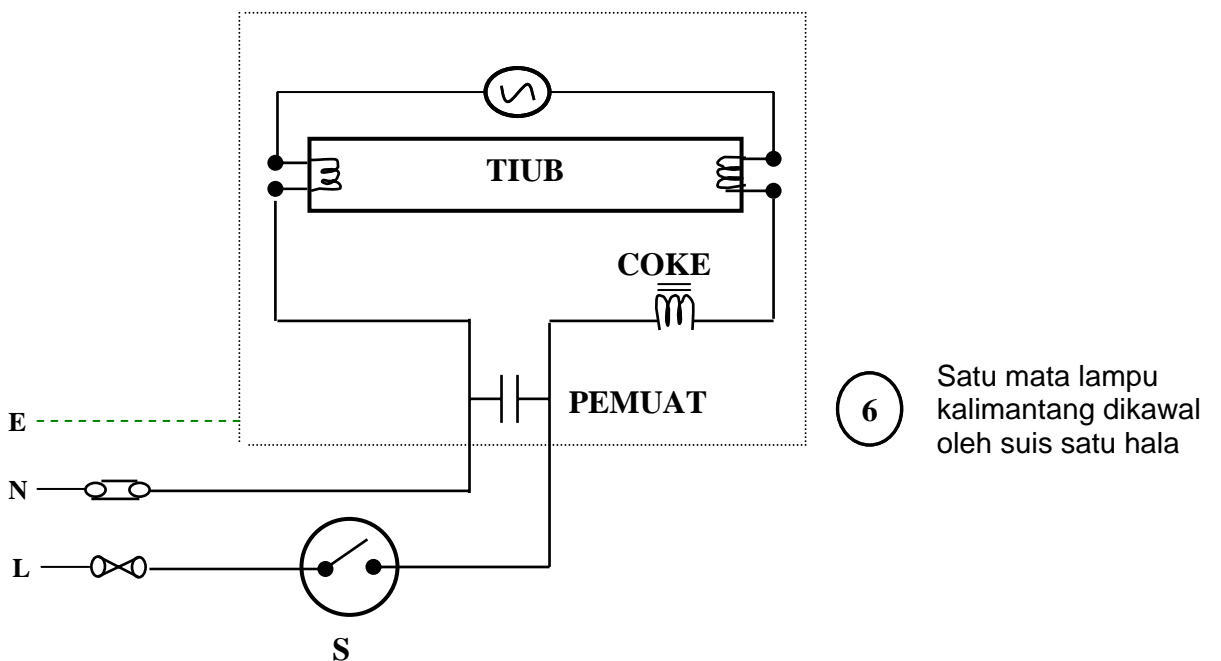 TIUB
COKE
PEMUAT
E
N
L
S
6
Satu mata lampu
kalimantang dikawal
oleh suis satu hala